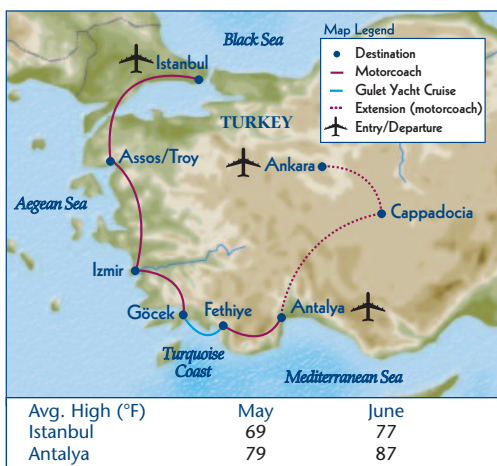 Black Sea
Map Legend
Destination
Motorcoach
Gulet Yacht Cruise
Extension (motorcoach)
Entry/Departure
Istanbul
TURKEY
Assos/Troy
Ankara
Aegean Sea
Cappadocia
Izmir
Göcek
Fethiye
Antalya
Turquoise
Coast
Mediterranean Sea
Avg. High (°F) May June
Istanbul 69 77
Antalya 79 87